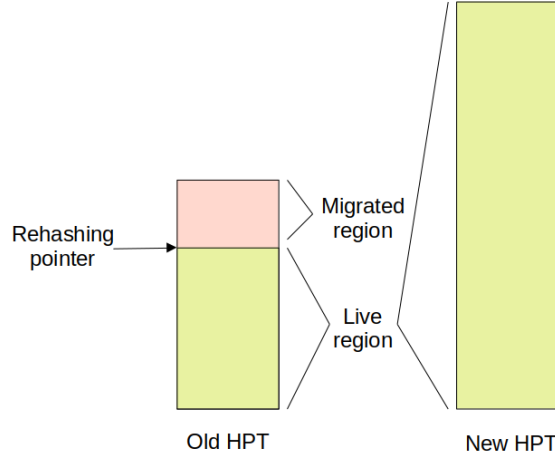 Migrated
region
Rehashing
pointer
Live
region
Old HPT
New HPT